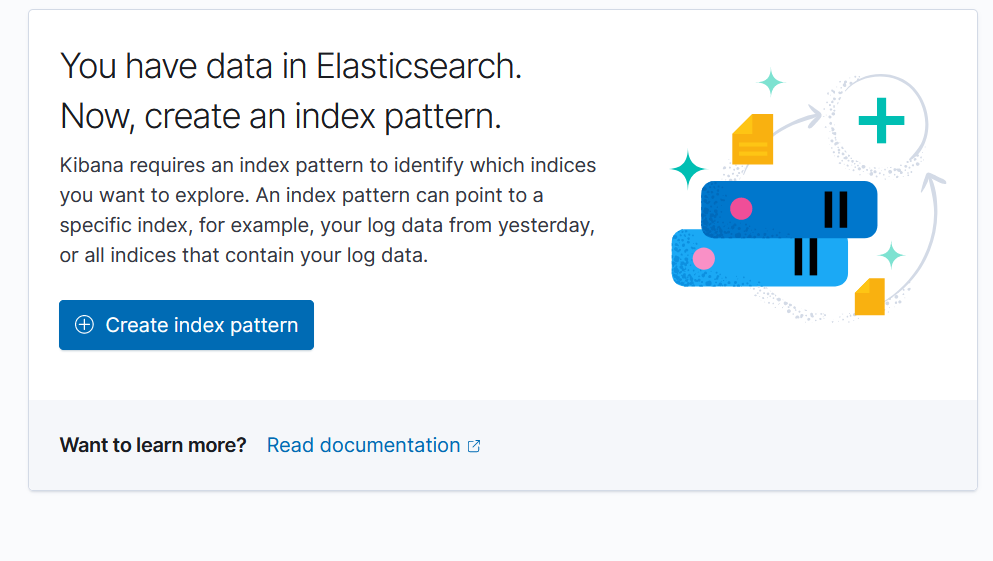 You have data in Elasticsearch.
Now, create an index pattern.
Kibana requires an index pattern to identify which indices
you want to explore. An index pattern can point to a
specific index, for example, your log data from yesterday,
or all indices that contain your log data.
Create index pattern
Want to learn more? Read documentation